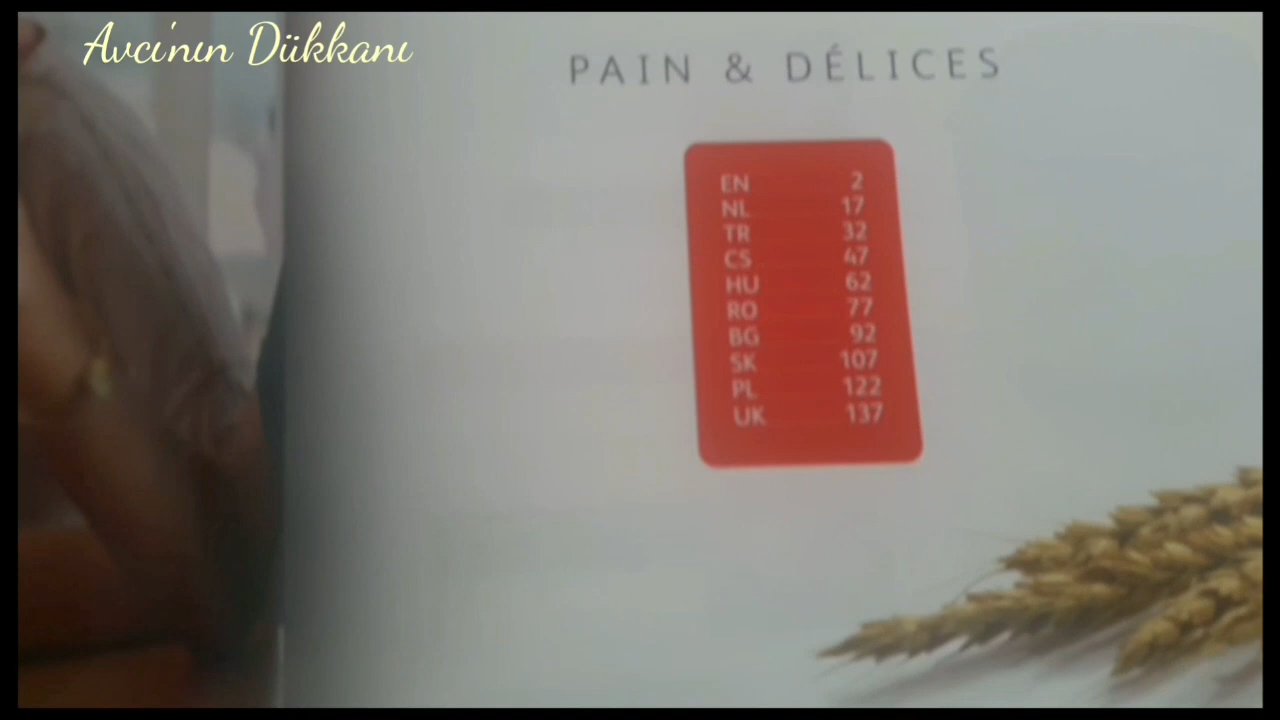 Avcı'nın Dükkanı
PAIN & DÉLICES
EN 2
NL 17
TR 32
CS 47
HU 62
RO 77
BG 92
SK 107
PL 122
UK 137